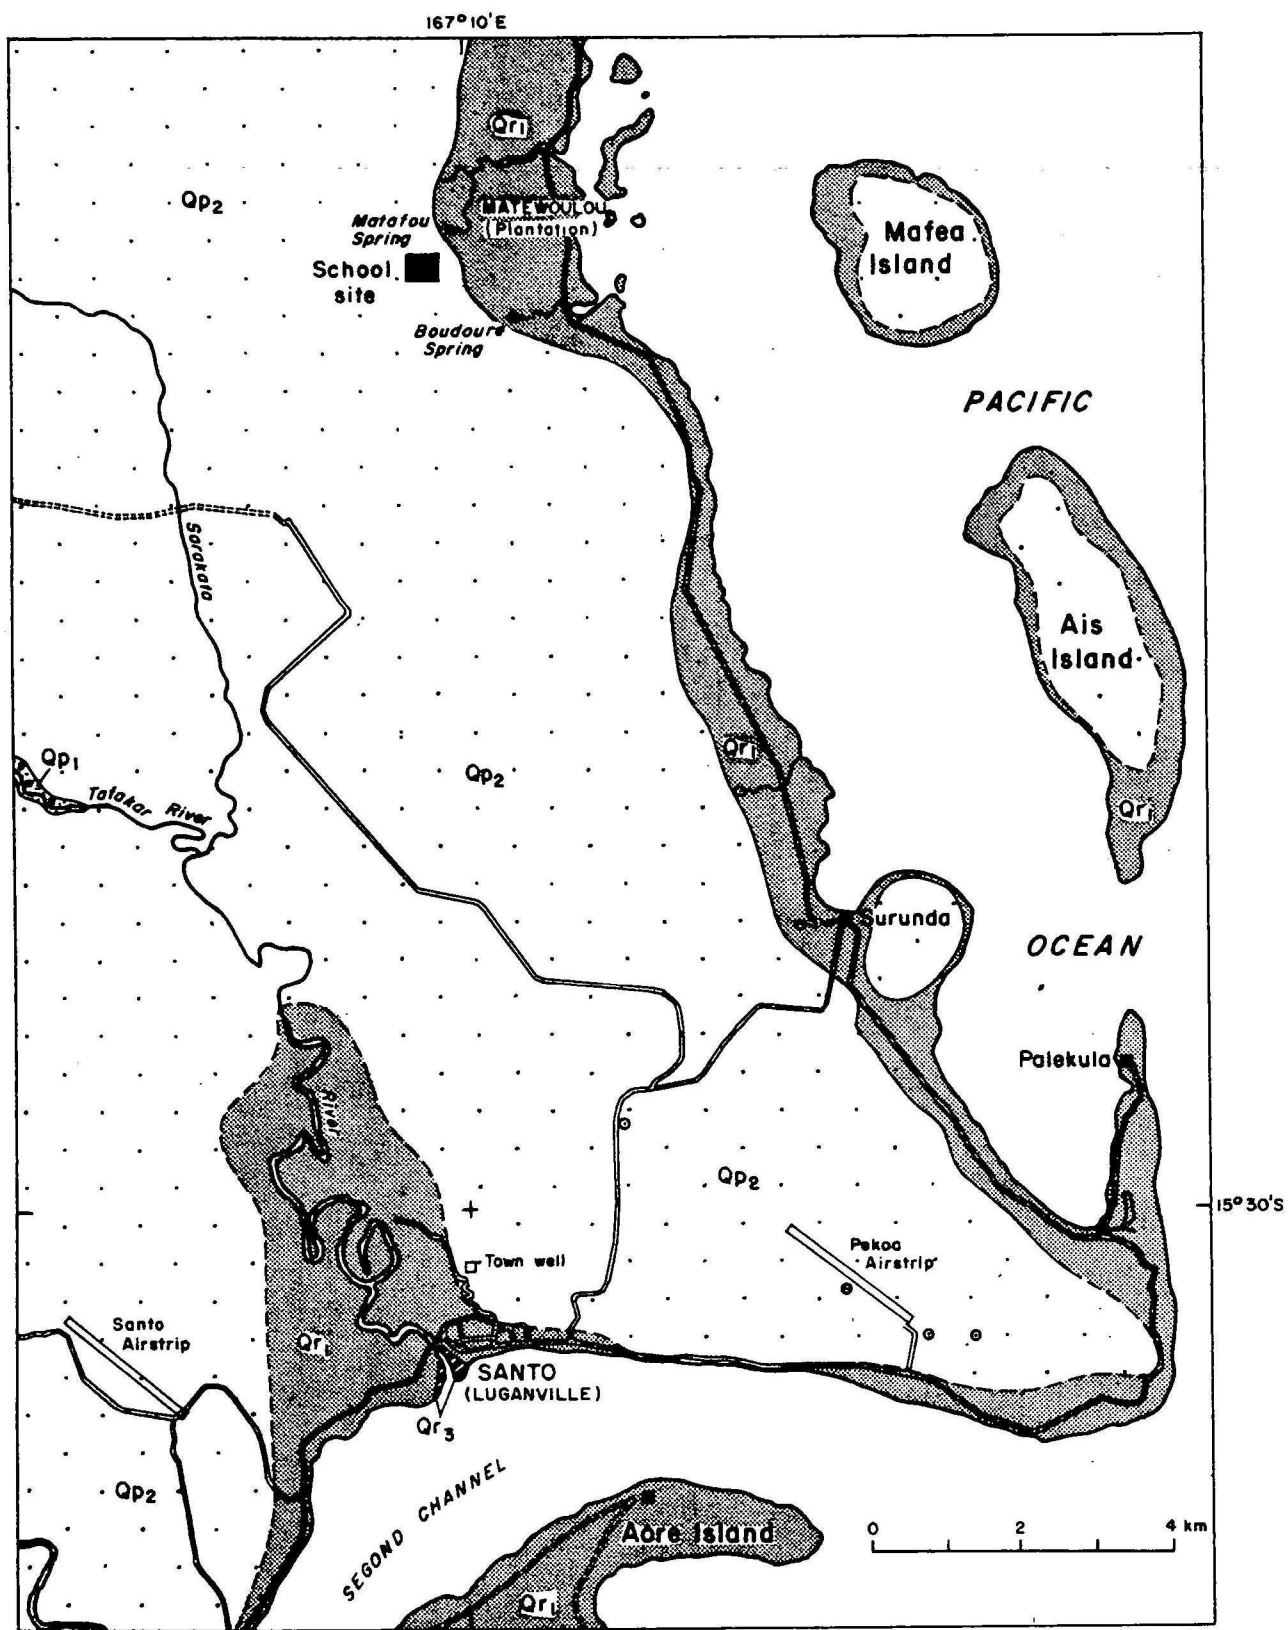 167°10'E
Qr1
Qp2
MATEWOULOU
(Plantation)
Matafou
Spring
School
site
Boudoure
Spring
Mafea
Island
PACIFIC
Sarakata
Ais
Island
Qp1
Tatakar River
Qp2
Qr1
Qr1
Surunda
OCEAN
Palekula
River
Qp2
15°30'S
Town well
Pekoa
Airstrip
Santo
Airstrip
Qr1
SANTO
(LUGANVILLE)
Qr3
Qp2
SEGOND CHANNEL
Aore Island
0 2 4 km
Qr1